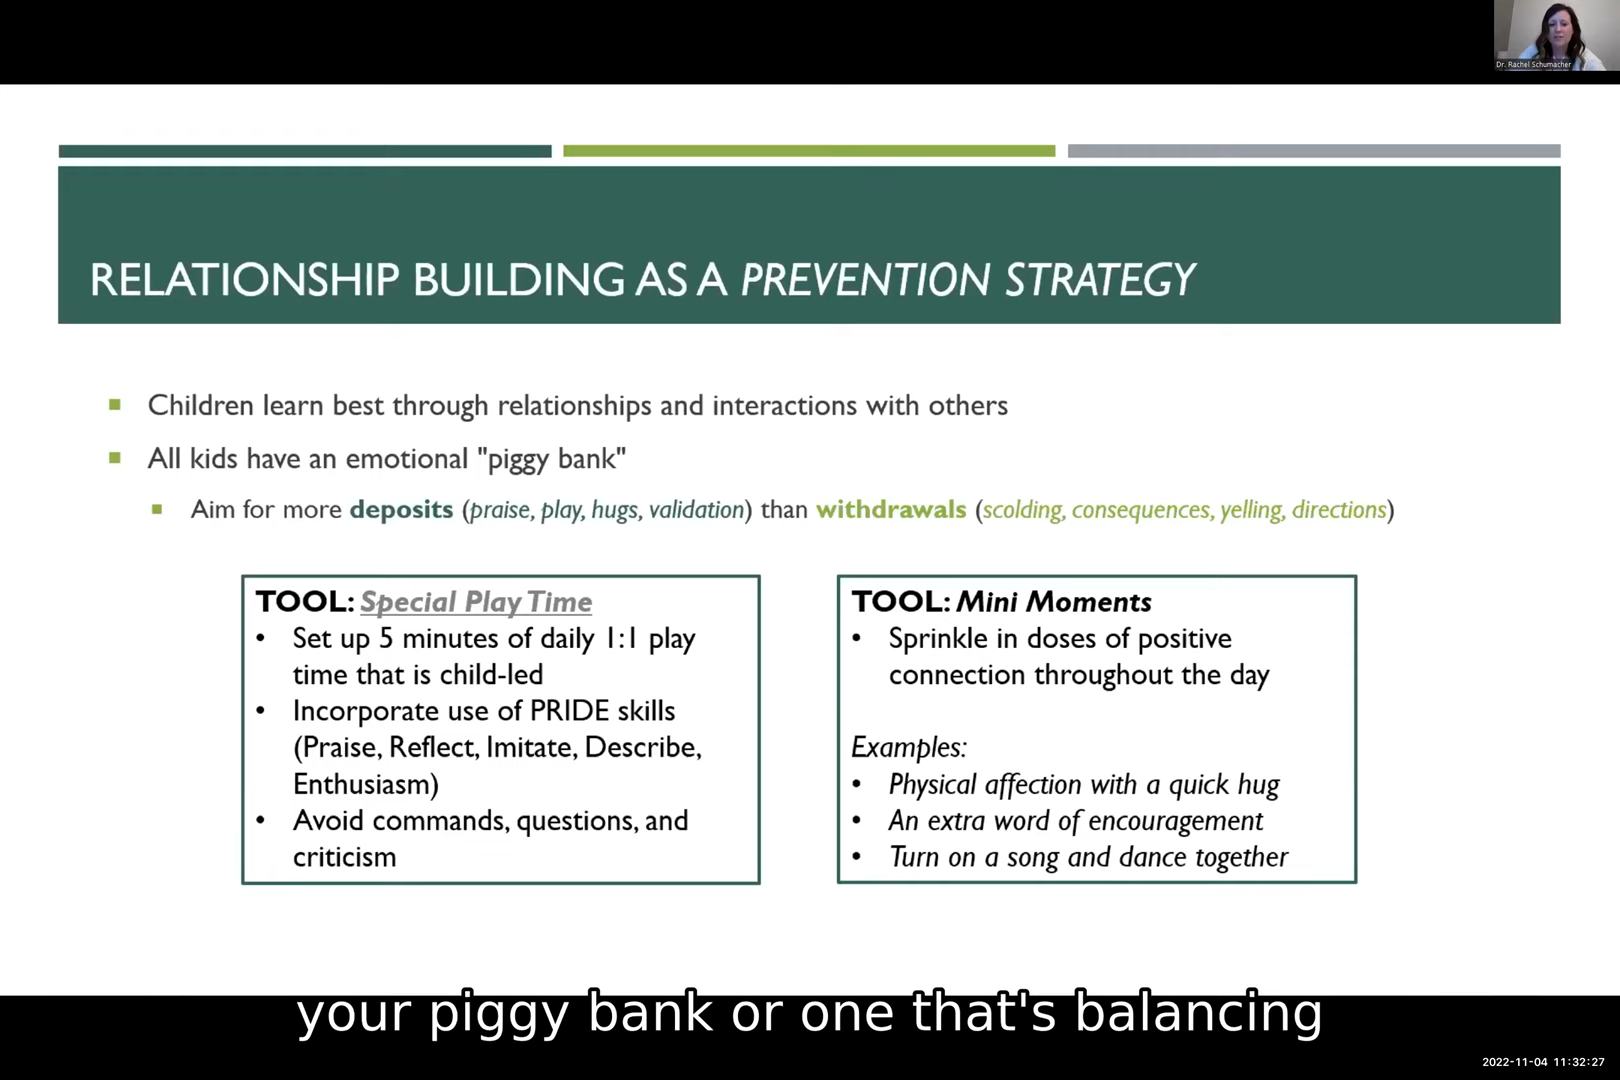 Dr. Rachel Schumacher
RELATIONSHIP BUILDING AS A PREVENTION STRATEGY
Children learn best through relationships and interactions with others
All kids have an emotional "piggy bank"
Aim for more deposits (praise, play, hugs, validation) than withdrawals (scolding, consequences, yelling, directions)
TOOL: Special Play Time
• Set up 5 minutes of daily 1:1 play
time that is child-led
• Incorporate use of PRIDE skills
(Praise, Reflect, Imitate, Describe,
Enthusiasm)
• Avoid commands, questions, and
criticism
TOOL: Mini Moments
• Sprinkle in doses of positive
connection throughout the day
Examples:
• Physical affection with a quick hug
• An extra word of encouragement
• Turn on a song and dance together
your piggy bank or one that's balancing
2022-11-04 11:32:27